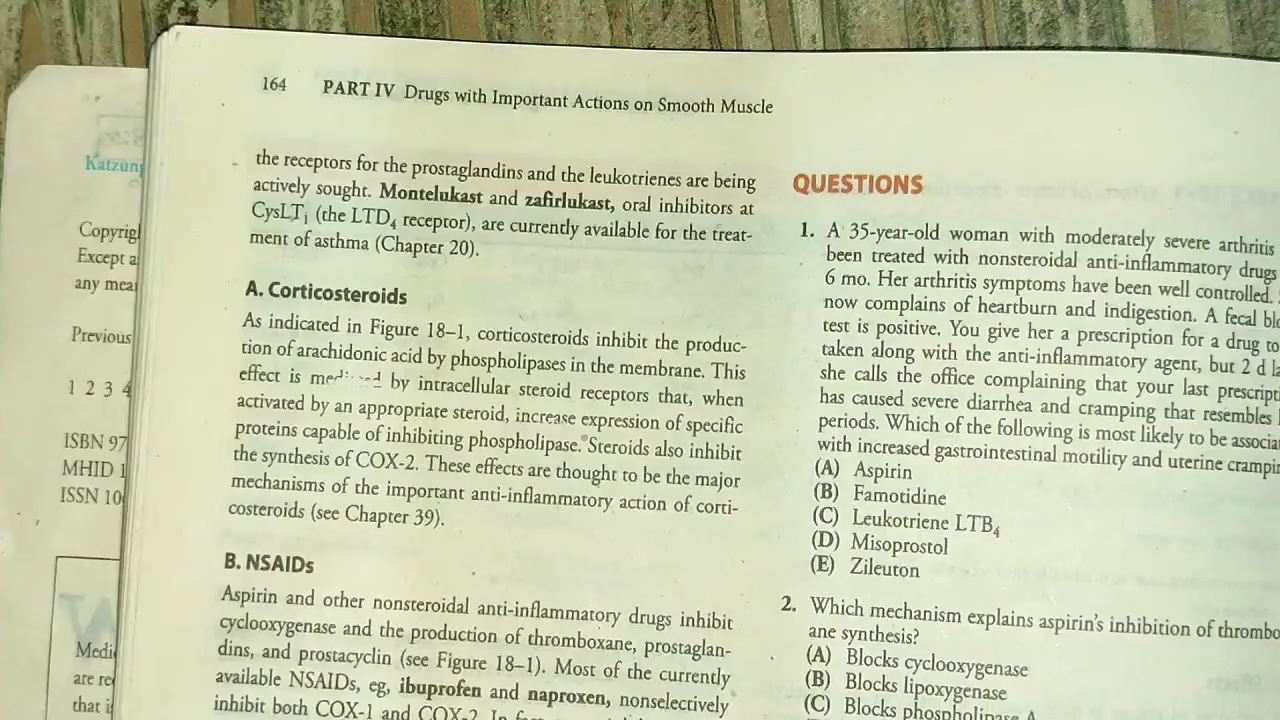 164 PART IV Drugs with Important Actions on Smooth Muscle
the receptors for the prostaglandins and the leukotrienes are being
actively sought. Montelukast and zafirlukast, oral inhibitors at
CysLT1 (the LTD4 receptor), are currently available for the treat-
ment of asthma (Chapter 20).
A. Corticosteroids
As indicated in Figure 18–1, corticosteroids inhibit the produc-
tion of arachidonic acid by phospholipases in the membrane. This
effect is by intracellular steroid receptors that, when
activated by an appropriate steroid, increase expression of specific
proteins capable of inhibiting phospholipase. Steroids also inhibit
the synthesis of COX-2. These effects are thought to be the major
mechanisms of the important anti-inflammatory action of corti-
costeroids (see Chapter 39).
B. NSAIDs
Aspirin and other nonsteroidal anti-inflammatory drugs inhibit
cyclooxygenase and the production of thromboxane, prostaglan-
dins, and prostacyclin (see Figure 18–1). Most of the currently
available NSAIDs, eg, ibuprofen and naproxen, nonselectively
inhibit both COX-1 and COX-2. In
QUESTIONS
1. A 35-year-old woman with moderately severe arthritis
been treated with nonsteroidal anti-inflammatory drugs
6 mo. Her arthritis symptoms have been well controlled.
now complains of heartburn and indigestion. A fecal
test is positive. You give her a prescription for a drug to
taken along with the anti-inflammatory agent, but 2 d
she calls the office complaining that your last
has caused severe diarrhea and cramping that resembles
periods. Which of the following is most likely to be
with increased gastrointestinal motility and uterine
(A) Aspirin
(B) Famotidine
(C) Leukotriene LTB4
(D) Misoprostol
(E) Zileuton
2. Which mechanism explains aspirin's inhibition of thrombo
ane synthesis?
(A) Blocks cyclooxygenase
(B) Blocks lipoxygenase
(C) Blocks phospholipase A
Katzung
Copyrig
Except a
any mea
Previous
1 2 3 4
ISBN 97
MHID 1
ISSN 10
Medi
are re
that i